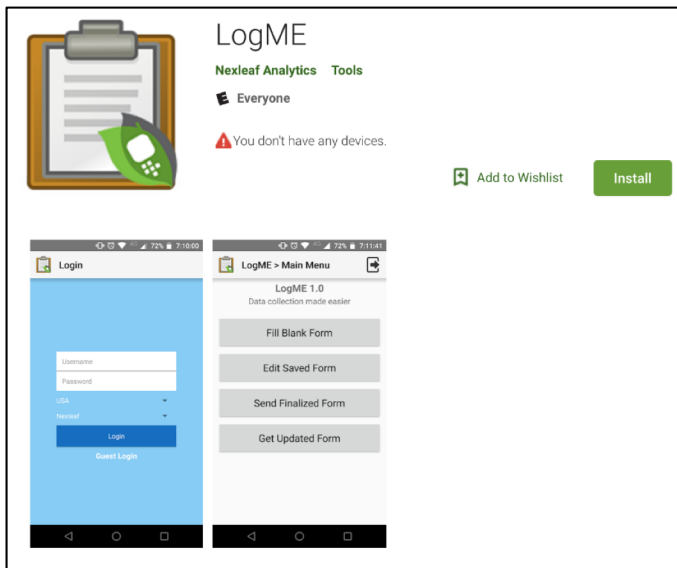 LogME
Nexleaf Analytics Tools
E Everyone
You don't have any devices.
Add to Wishlist Install
4G 72% 7:10:00
Login
Username
Password
USA
Nexleaf
Login
Guest Login
4G 72% 7:11:41
LogME > Main Menu
LogME 1.0
Data collection made easier
Fill Blank Form
Edit Saved Form
Send Finalized Form
Get Updated Form